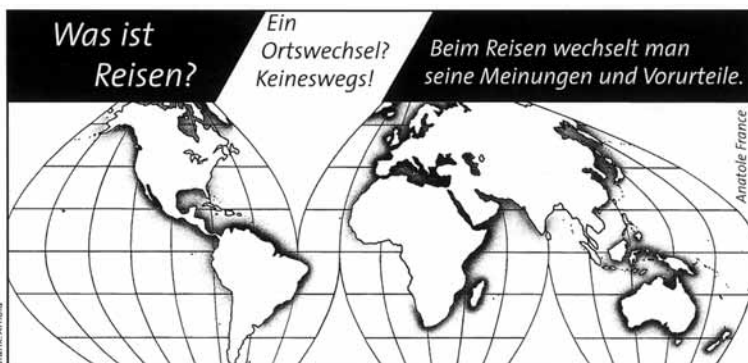 Was ist
Reisen?
Ein
Ortswechsel?
Keineswegs!
Beim Reisen wechselt man
seine Meinungen und Vorurteile.
Anatole France